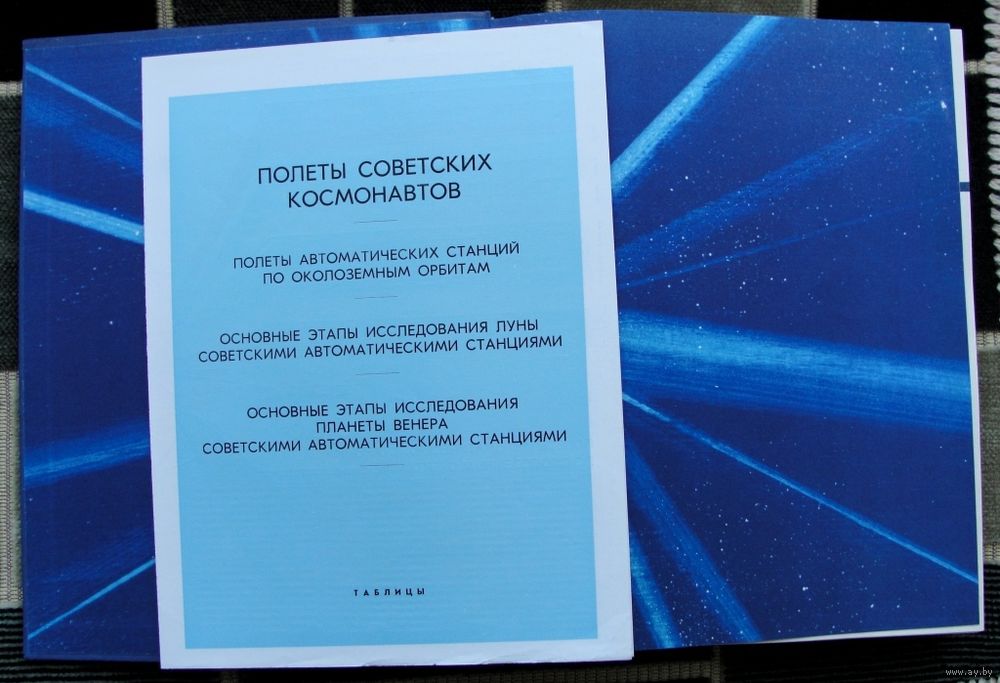 ПОЛЕТЫ СОВЕТСКИХ
КОСМОНАВТОВ
ПОЛЕТЫ АВТОМАТИЧЕСКИХ СТАНЦИЙ
ПО ОКОЛОЗЕМНЫМ ОРБИТАМ
ОСНОВНЫЕ ЭТАПЫ ИССЛЕДОВАНИЯ ЛУНЫ
СОВЕТСКИМИ АВТОМАТИЧЕСКИМИ СТАНЦИЯМИ
ОСНОВНЫЕ ЭТАПЫ ИССЛЕДОВАНИЯ
ПЛАНЕТЫ ВЕНЕРА
СОВЕТСКИМИ АВТОМАТИЧЕСКИМИ СТАНЦИЯМИ
ТАБЛИЦЫ
www.ay.by